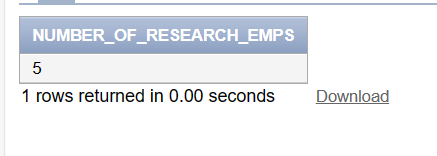 NUMBER_OF_RESEARCH_EMPS
5
1 rows returned in 0.00 seconds Download